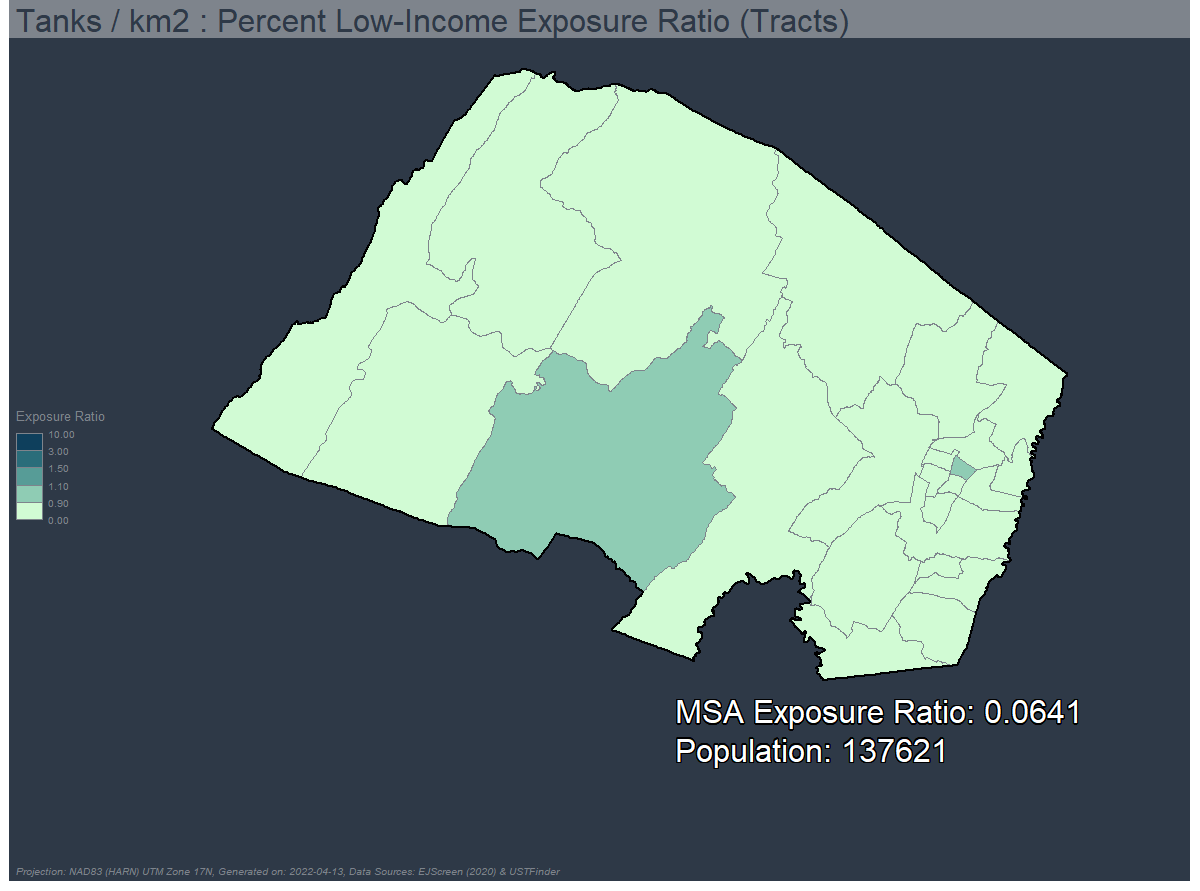 Tanks / km2 : Percent Low-Income Exposure Ratio (Tracts)
Exposure Ratio
10.00
3.00
1.50
1.10
0.90
0.00
MSA Exposure Ratio: 0.0641
Population: 137621
Projection: NAD83 (HARN) UTM Zone 17N, Generated on: 2022-04-13, Data Sources: EJScreen (2020) & USTFinder